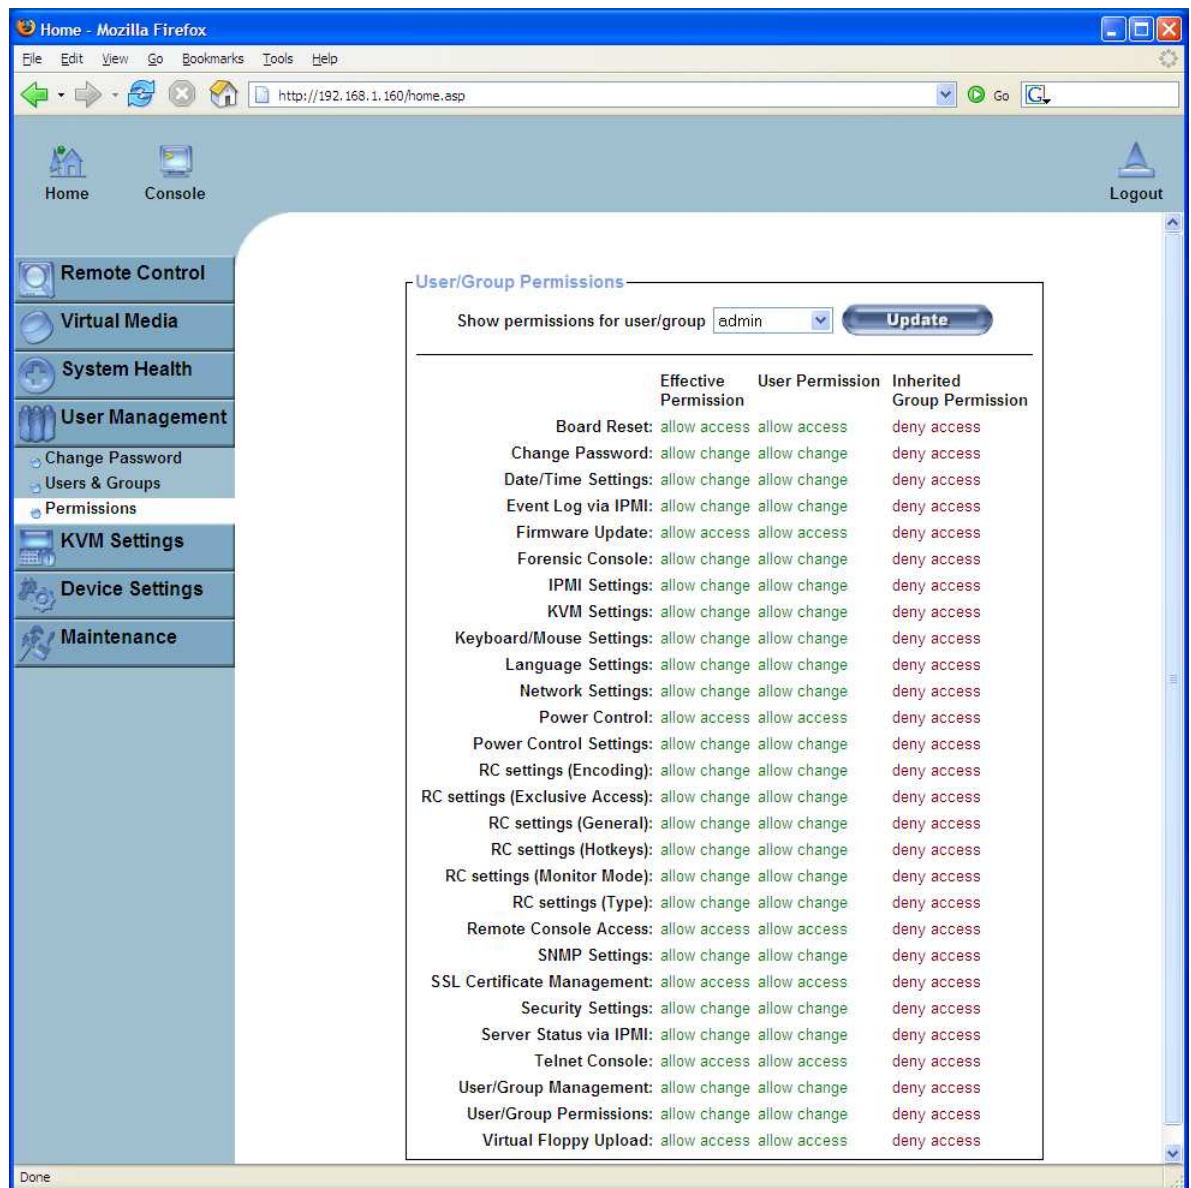 Home - Mozilla Firefox
File Edit View Go Bookmarks Tools Help
http://192.168.1.160/home.asp Go G
Home Console Logout
Remote Control
Virtual Media
System Health
User Management
Change Password
Users & Groups
Permissions
KVM Settings
Device Settings
Maintenance
User/Group Permissions
Show permissions for user/group admin Update
Effective Permission User Permission Inherited Group Permission
Board Reset: allow access allow access deny access
Change Password: allow change allow change deny access
Date/Time Settings: allow change allow change deny access
Event Log via IPMI: allow change allow change deny access
Firmware Update: allow access allow access deny access
Forensic Console: allow change allow change deny access
IPMI Settings: allow change allow change deny access
KVM Settings: allow change allow change deny access
Keyboard/Mouse Settings: allow change allow change deny access
Language Settings: allow change allow change deny access
Network Settings: allow change allow change deny access
Power Control: allow access allow access deny access
Power Control Settings: allow change allow change deny access
RC settings (Encoding): allow change allow change deny access
RC settings (Exclusive Access): allow change allow change deny access
RC settings (General): allow change allow change deny access
RC settings (Hotkeys): allow change allow change deny access
RC settings (Monitor Mode): allow change allow change deny access
RC settings (Type): allow change allow change deny access
Remote Console Access: allow access allow access deny access
SNMP Settings: allow change allow change deny access
SSL Certificate Management: allow access allow access deny access
Security Settings: allow change allow change deny access
Server Status via IPMI: allow change allow change deny access
Telnet Console: allow access allow access deny access
User/Group Management: allow change allow change deny access
User/Group Permissions: allow change allow change deny access
Virtual Floppy Upload: allow access allow access deny access
Done